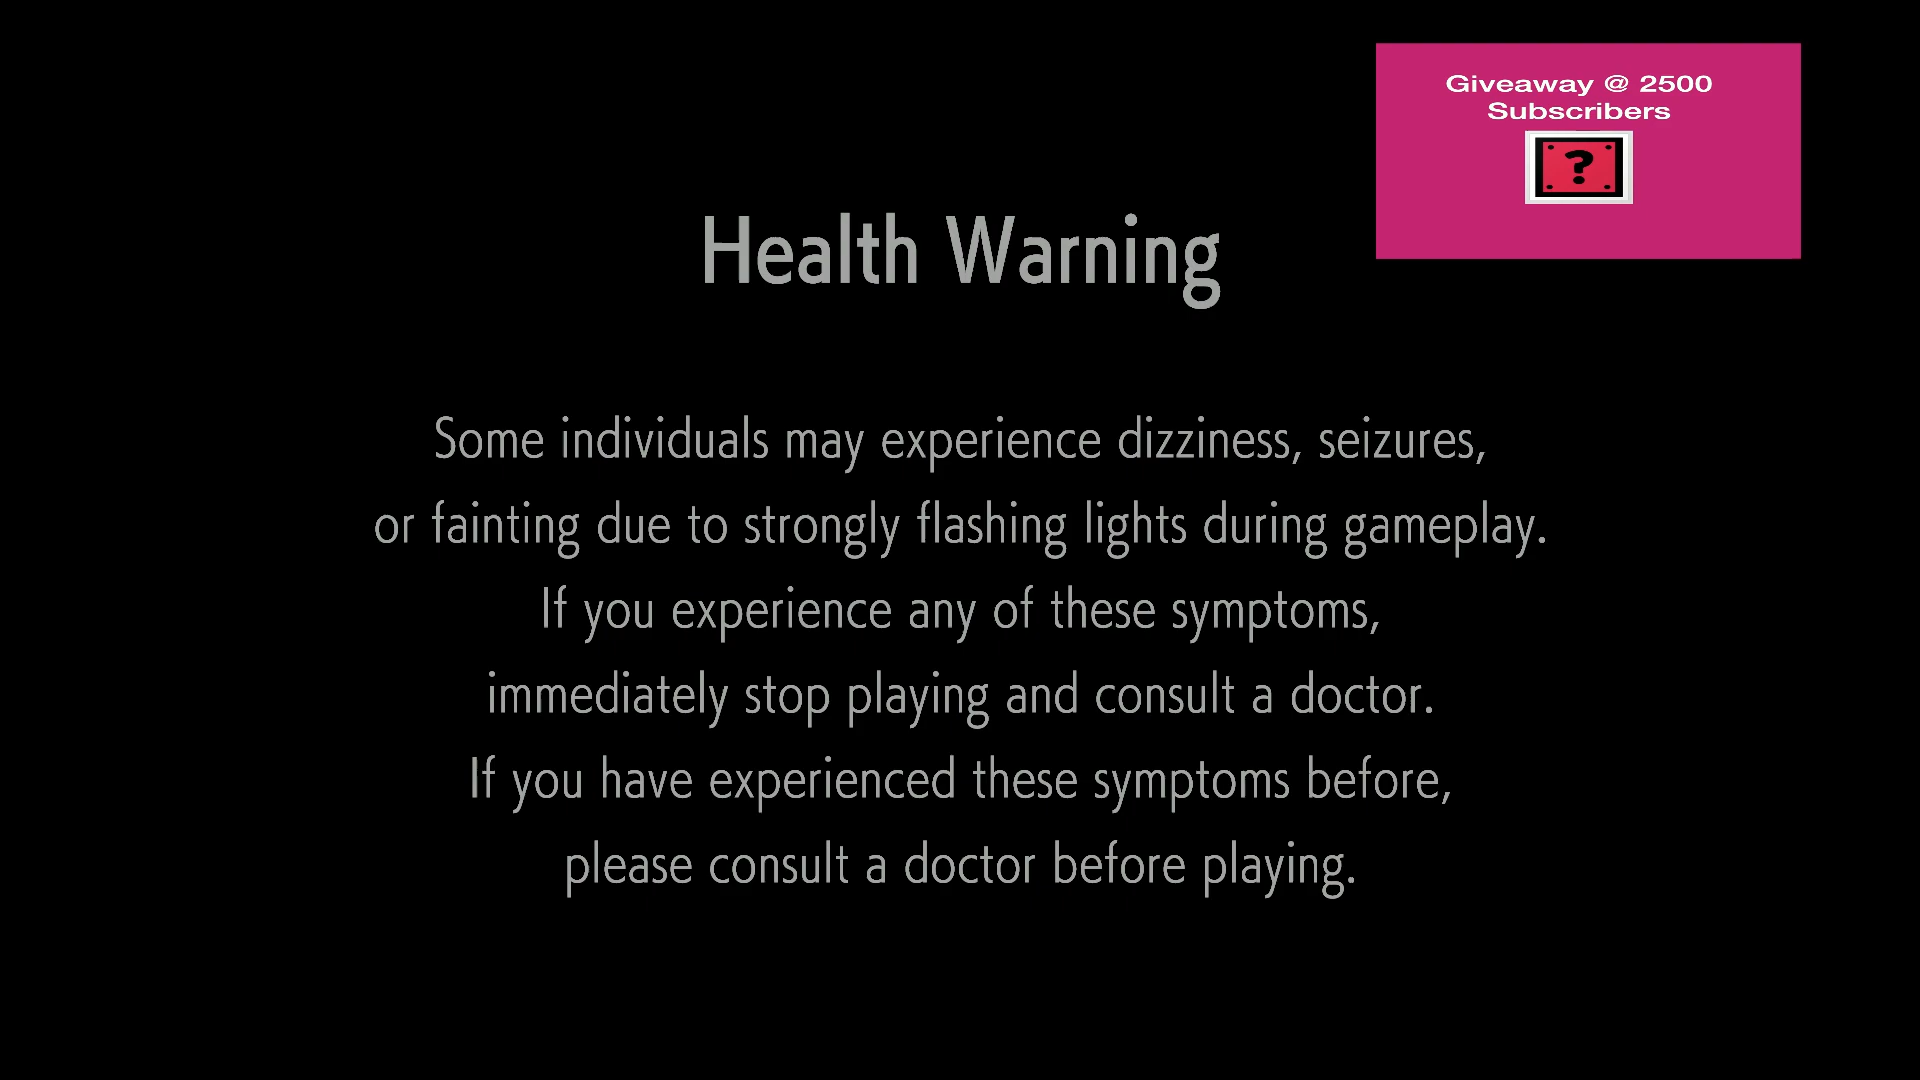 Giveaway @ 2500
Subscribers
?
Health Warning
Some individuals may experience dizziness, seizures,
or fainting due to strongly flashing lights during gameplay.
If you experience any of these symptoms,
immediately stop playing and consult a doctor.
If you have experienced these symptoms before,
please consult a doctor before playing.